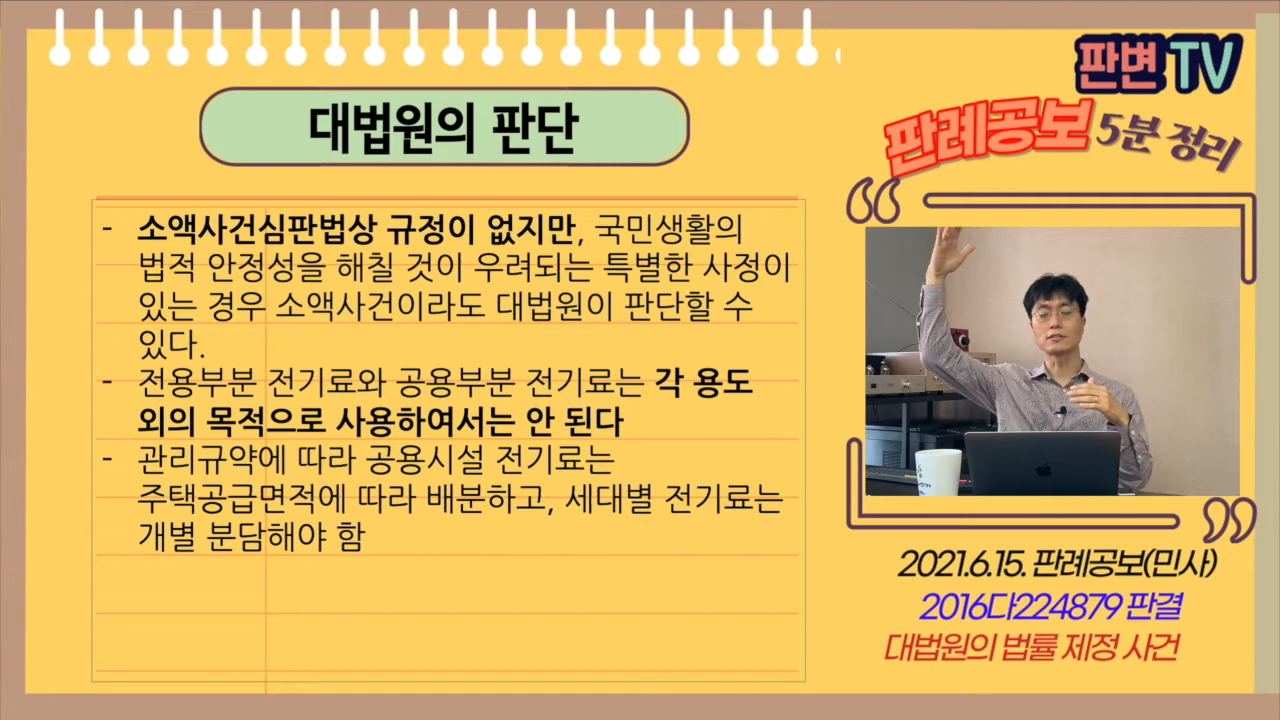 판변 TV
판례공보 5분 정리
대법원의 판단
- 소액사건심판법상 규정이 없지만, 국민생활의
법적 안정성을 해칠 것이 우려되는 특별한 사정이
있는 경우 소액사건이라도 대법원이 판단할 수
있다.
- 전용부분 전기료와 공용부분 전기료는 각 용도
외의 목적으로 사용하여서는 안 된다
- 관리규약에 따라 공용시설 전기료는
주택공급면적에 따라 배분하고, 세대별 전기료는
개별 분담해야 함
2021.6.15. 판례공보(민사)
2016다224879 판결
대법원의 법률 제정 사건